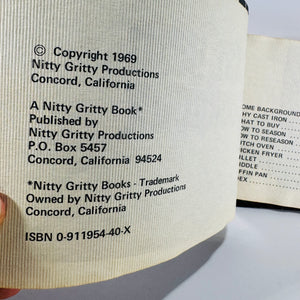 © Copyright 1969
Nitty Gritty Productions
Concord, California
A Nitty Gritty Book*
Published by
Nitty Gritty Productions
P.O. Box 5457
Concord, California 94524
*Nitty Gritty Books - Trademark
Owned by Nitty Gritty Productions
Concord, California
ISBN 0-911954-40-X
OME BACKGROUND
HY CAST IRON
HAT TO BUY
OW TO SEASON
OW TO RESEASON
TCH OVEN
ICKEN FRYER
ILLET
IDDLE
FFIN PAN
EX